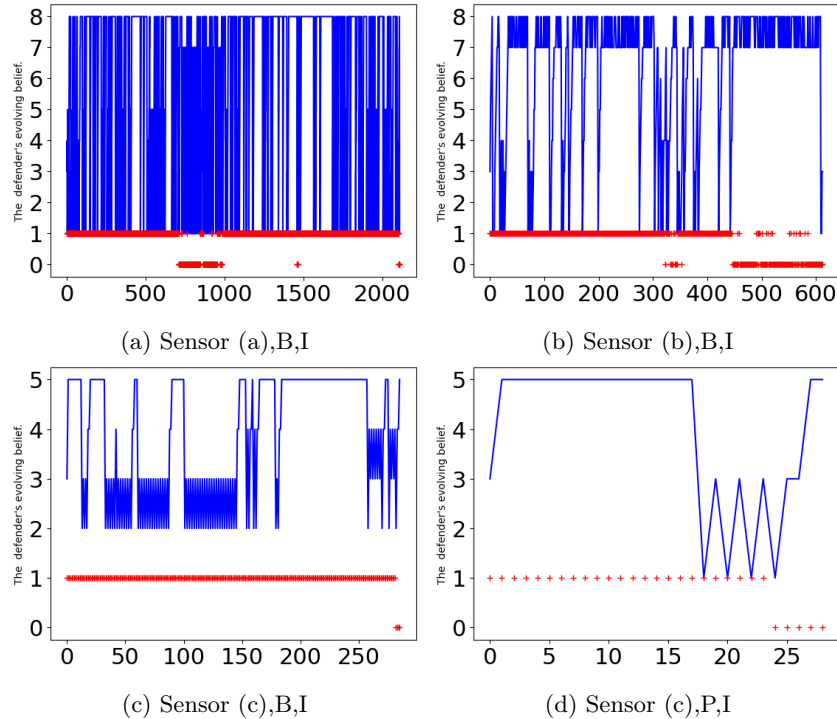 8
7
6
5
4
3
2
1
0
The defender's evolving belief.
0 500 1000 1500 2000
(a) Sensor (a),B,I
8
7
6
5
4
3
2
1
0
The defender's evolving belief.
0 100 200 300 400 500 600
(b) Sensor (b),B,I
5
4
3
2
1
0
The defender's evolving belief.
0 50 100 150 200 250
(c) Sensor (c),B,I
5
4
3
2
1
0
The defender's evolving belief.
0 5 10 15 20 25
(d) Sensor (c),P,I